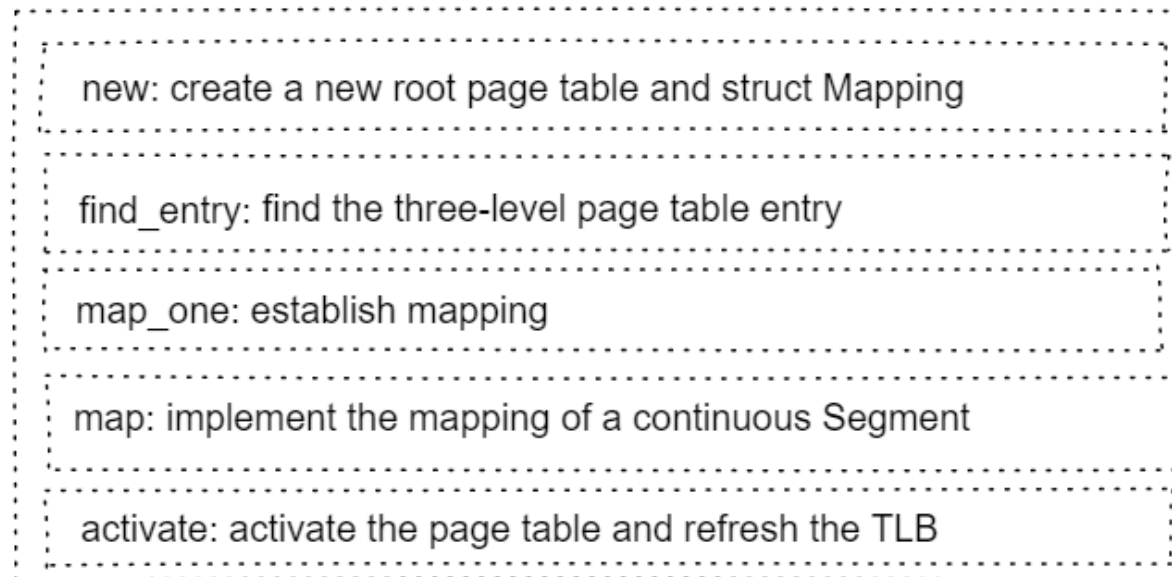 new: create a new root page table and struct Mapping
find_entry: find the three-level page table entry
map_one: establish mapping
map: implement the mapping of a continuous Segment
activate: activate the page table and refresh the TLB